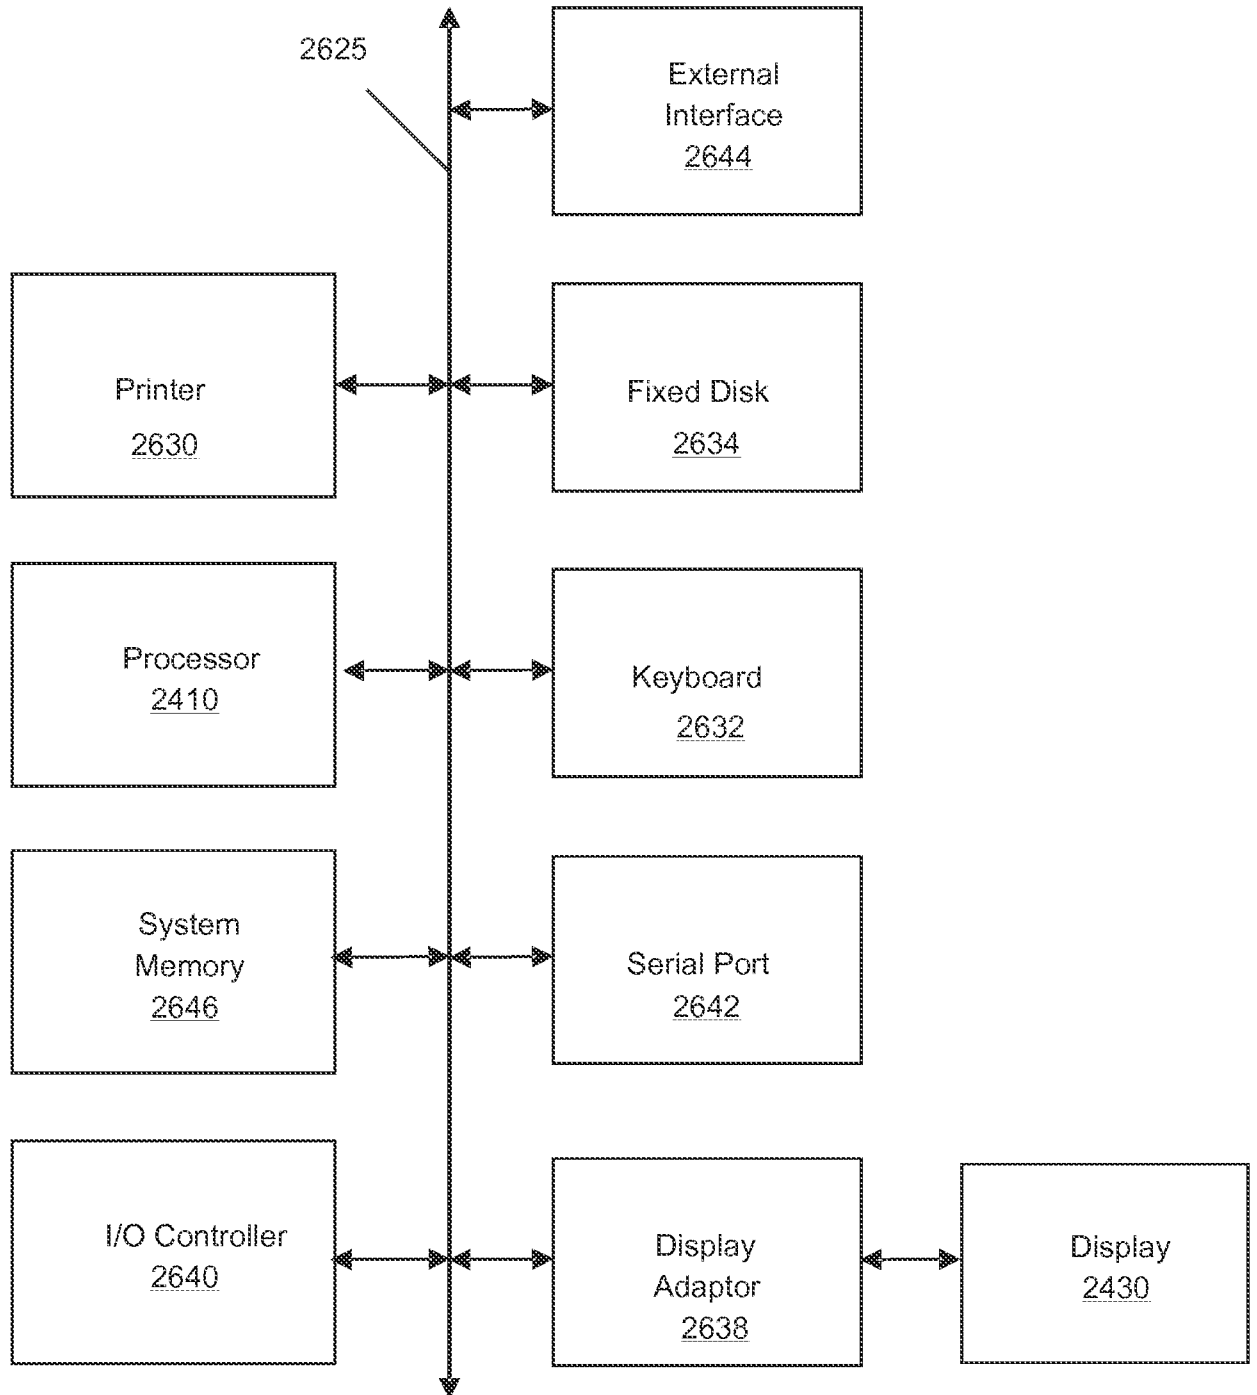 2625
External
Interface
2644
Printer
2630
Fixed Disk
2634
Processor
2410
Keyboard
2632
System
Memory
2646
Serial Port
2642
I/O Controller
2640
Display
Adaptor
2638
Display
2430